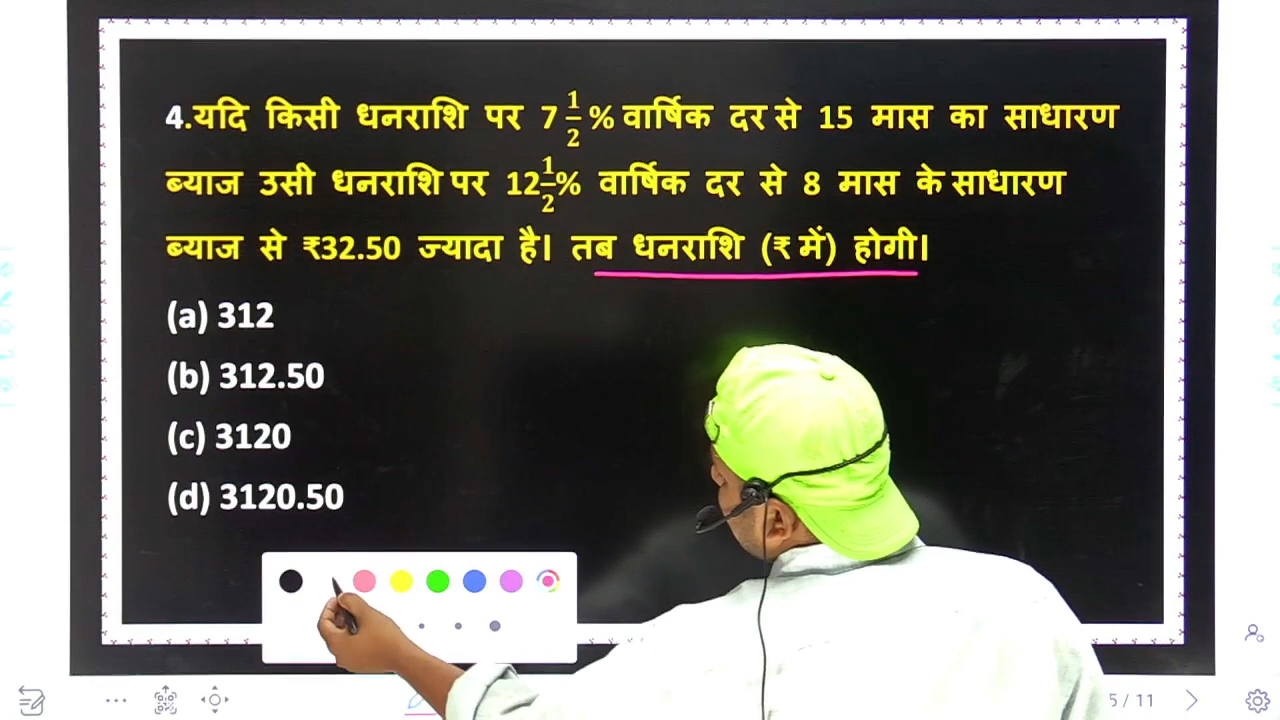 4.यदि किसी धनराशि पर 7 1/2 % वार्षिक दर से 15 मास का साधारण
ब्याज उसी धनराशि पर 12 1/2% वार्षिक दर से 8 मास के साधारण
ब्याज से ₹32.50 ज्यादा है। तब धनराशि (₹ में) होगी।
(a) 312
(b) 312.50
(c) 3120
(d) 3120.50
5 / 11